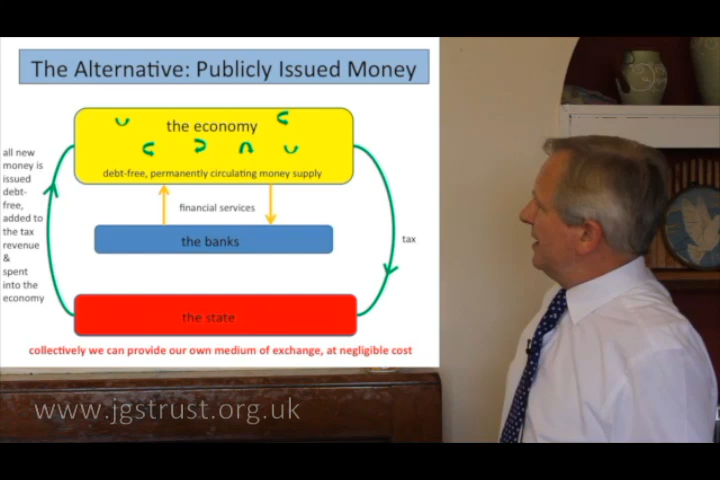 The Alternative: Publicly Issued Money
the economy
debt-free, permanently circulating money supply
all new
money is
issued
debt-
free,
added to
the tax
revenue
&
spent
into the
economy
financial services
the banks
tax
the state
collectively we can provide our own medium of exchange, at negligible cost
www.jgstrust.org.uk